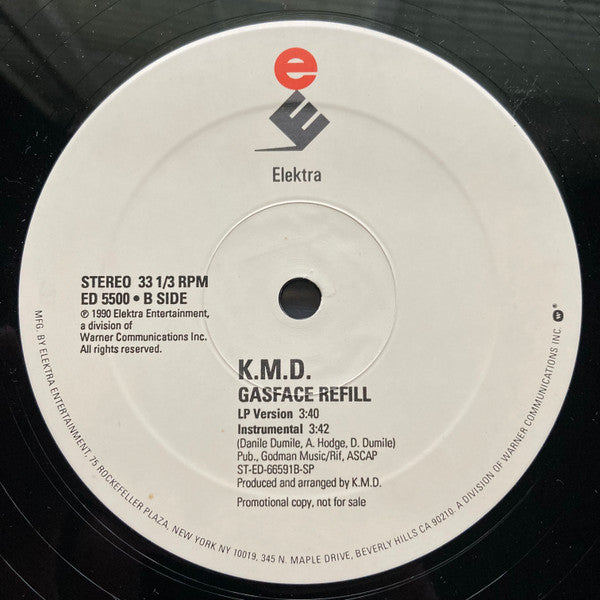 e
E
Elektra
STEREO 33 1/3 RPM
ED 5500 • B SIDE
℗ 1990 Elektra Entertainment,
a division of
Warner Communications Inc.
All rights reserved.
K.M.D.
GASFACE REFILL
LP Version 3:40
Instrumental 3:42
(Danile Dumile, A. Hodge, D. Dumile)
Pub., Godman Music/Rif, ASCAP
ST-ED-66591B-SP
Produced and arranged by K.M.D.
Promotional copy, not for sale
MFG. BY ELEKTRA ENTERTAINMENT, 75 ROCKEFELLER PLAZA, NEW YORK NY 10019, 345 N. MAPLE DRIVE, BEVERLY HILLS CA 90210. A DIVISION OF WARNER COMMUNICATIONS INC. W ®